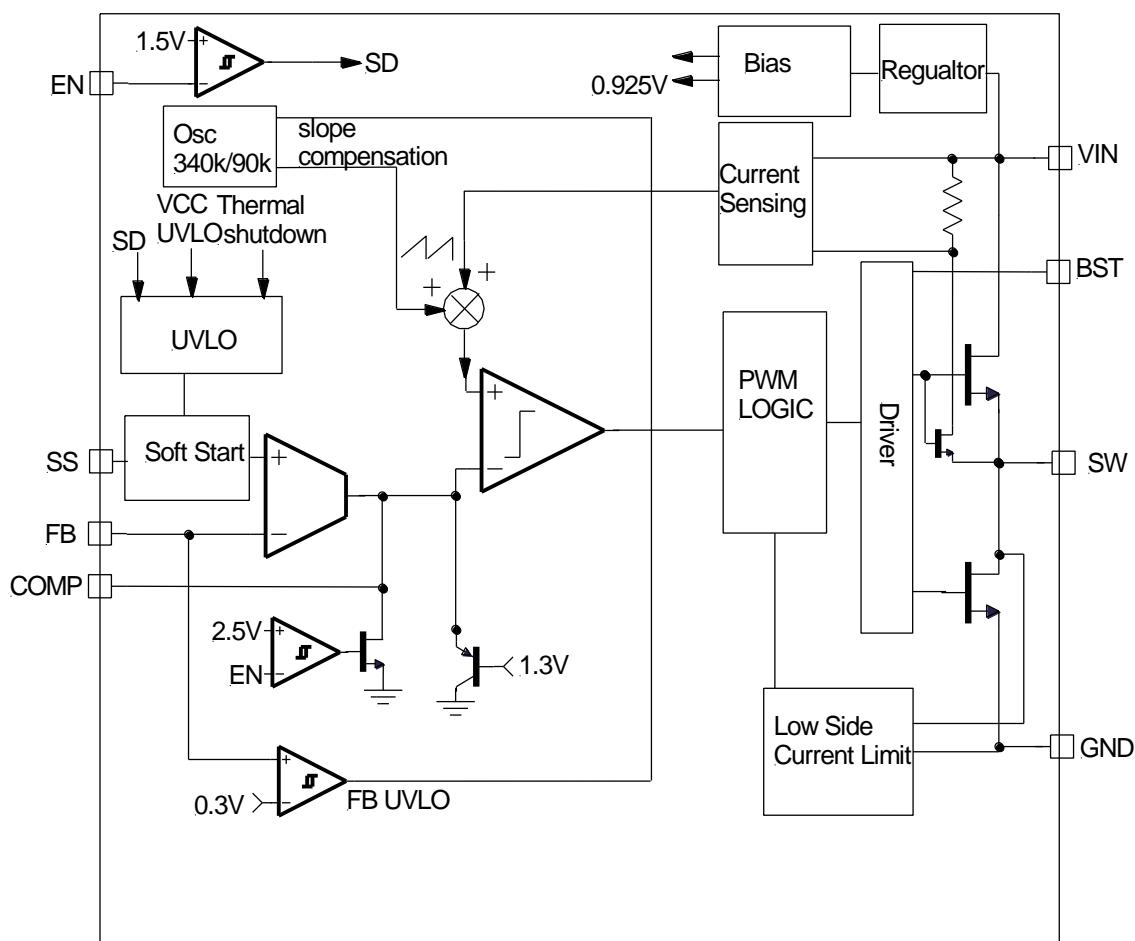 1.5V
+
−
SD
EN
Bias
0.925V
Regualtor
Osc
340k/90k
slope
compensation
VIN
Current
Sensing
VCC
UVLO
Thermal
shutdown
SD
+
+
BST
UVLO
PWM
LOGIC
Driver
+
−
SS
Soft Start
+
−
SW
FB
COMP
2.5V
+
EN
−
1.3V
Low Side
Current Limit
GND
+
0.3V
−
FB UVLO